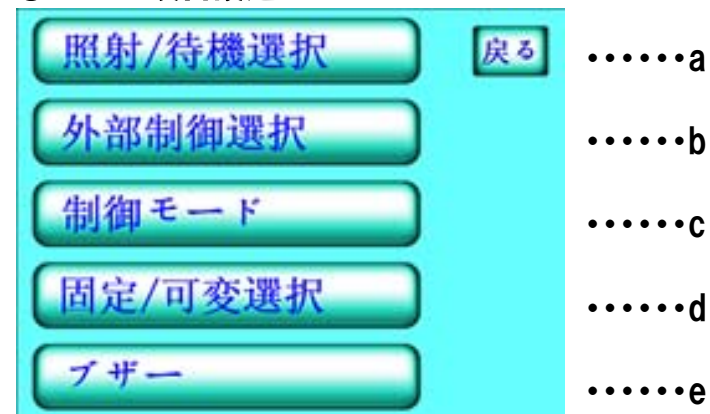 照射/待機選択 戻る ……a
外部制御選択 ……b
制御モード ……c
固定/可変選択 ……d
ブザー ……e